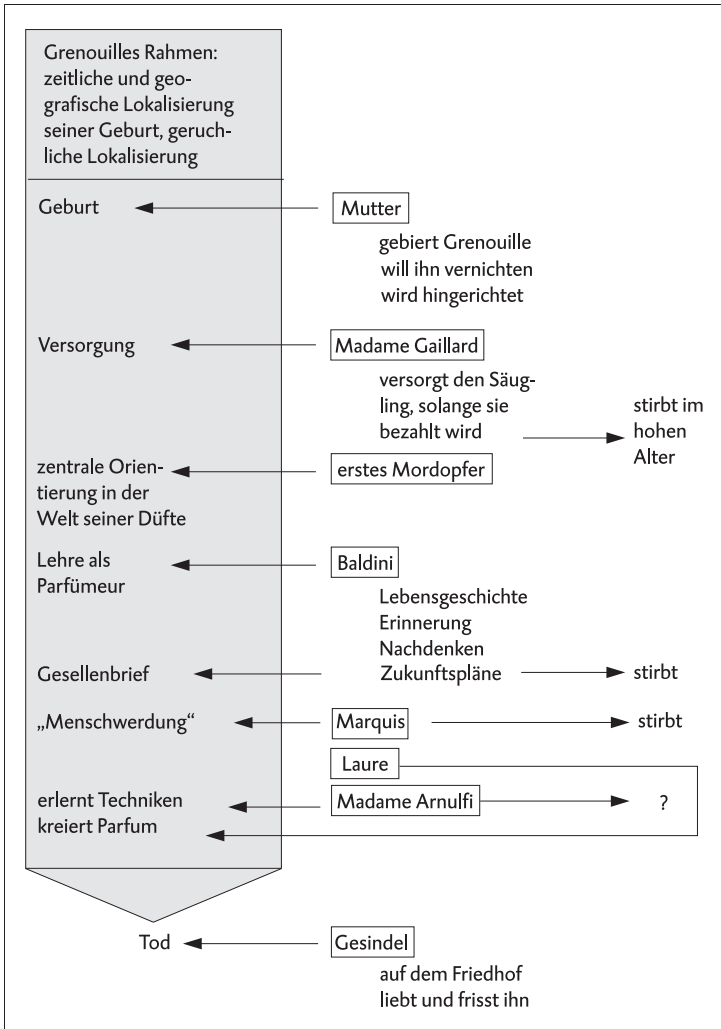 Grenouilles Rahmen:
zeitliche und geo-
grafische Lokalisierung
seiner Geburt, geruch-
liche Lokalisierung
Geburt
Mutter
gebiert Grenouille
will ihn vernichten
wird hingerichtet
Versorgung
Madame Gaillard
versorgt den Säug-
ling, solange sie
bezahlt wird
stirbt im
hohen
Alter
zentrale Orien-
tierung in der
Welt seiner Düfte
erstes Mordopfer
Lehre als
Parfümeur
Baldini
Lebensgeschichte
Erinnerung
Nachdenken
Zukunftspläne
Gesellenbrief
stirbt
„Menschwerdung“
Marquis
stirbt
Laure
erlernt Techniken
kreiert Parfum
Madame Arnulfi
?
Tod
Gesindel
auf dem Friedhof
liebt und frisst ihn